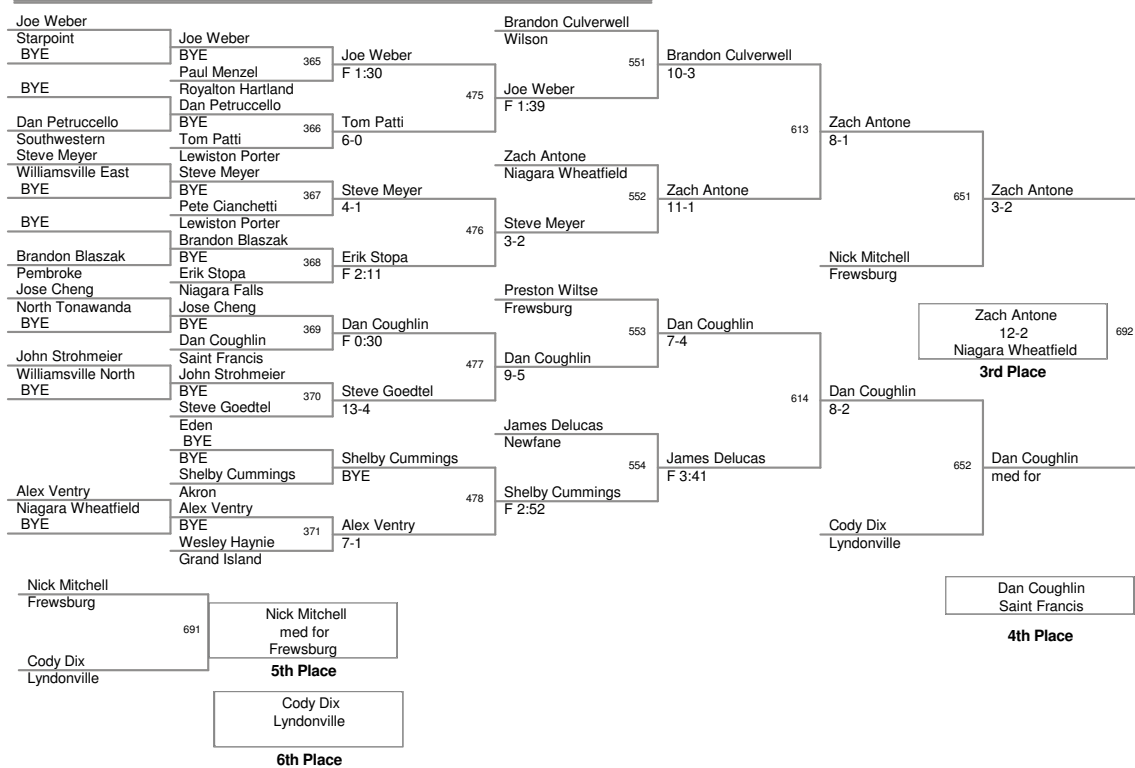 Joe Weber
Starpoint
BYE
BYE
Dan Petruccello
Southwestern
Steve Meyer
Williamsville East
BYE
BYE
Brandon Blaszak
Pembroke
Jose Cheng
North Tonawanda
BYE
John Strohmeier
Williamsville North
BYE
Alex Ventry
Niagara Wheatfield
BYE
Joe Weber
BYE
365
Paul Menzel
Royalton Hartland
Dan Petruccello
BYE
366
Tom Patti
Lewiston Porter
Steve Meyer
BYE
367
Pete Cianchetti
Lewiston Porter
Brandon Blaszak
BYE
368
Erik Stopa
Niagara Falls
Jose Cheng
BYE
369
Dan Coughlin
Saint Francis
John Strohmeier
BYE
370
Steve Goedtel
Eden
BYE
BYE
Shelby Cummings
Akron
Alex Ventry
BYE
371
Wesley Haynie
Grand Island
Joe Weber
F 1:30
475
Tom Patti
6-0
Steve Meyer
4-1
476
Erik Stopa
F 2:11
Dan Coughlin
F 0:30
477
Steve Goedtel
13-4
Shelby Cummings
BYE
478
Alex Ventry
7-1
Brandon Culverwell
Wilson
551
Joe Weber
F 1:39
Zach Antone
Niagara Wheatfield
552
Steve Meyer
3-2
Preston Wiltse
Frewsburg
553
Dan Coughlin
9-5
James Delucas
Newfane
554
Shelby Cummings
F 2:52
Brandon Culverwell
10-3
613
Zach Antone
11-1
Dan Coughlin
7-4
614
James Delucas
F 3:41
Zach Antone
8-1
651
Nick Mitchell
Frewsburg
Dan Coughlin
8-2
652
Cody Dix
Lyndonville
Zach Antone
3-2
Zach Antone
12-2
Niagara Wheatfield
692
3rd Place
Dan Coughlin
med for
Dan Coughlin
Saint Francis
4th Place
Nick Mitchell
Frewsburg
691
Cody Dix
Lyndonville
Nick Mitchell
med for
Frewsburg
5th Place
Cody Dix
Lyndonville
6th Place